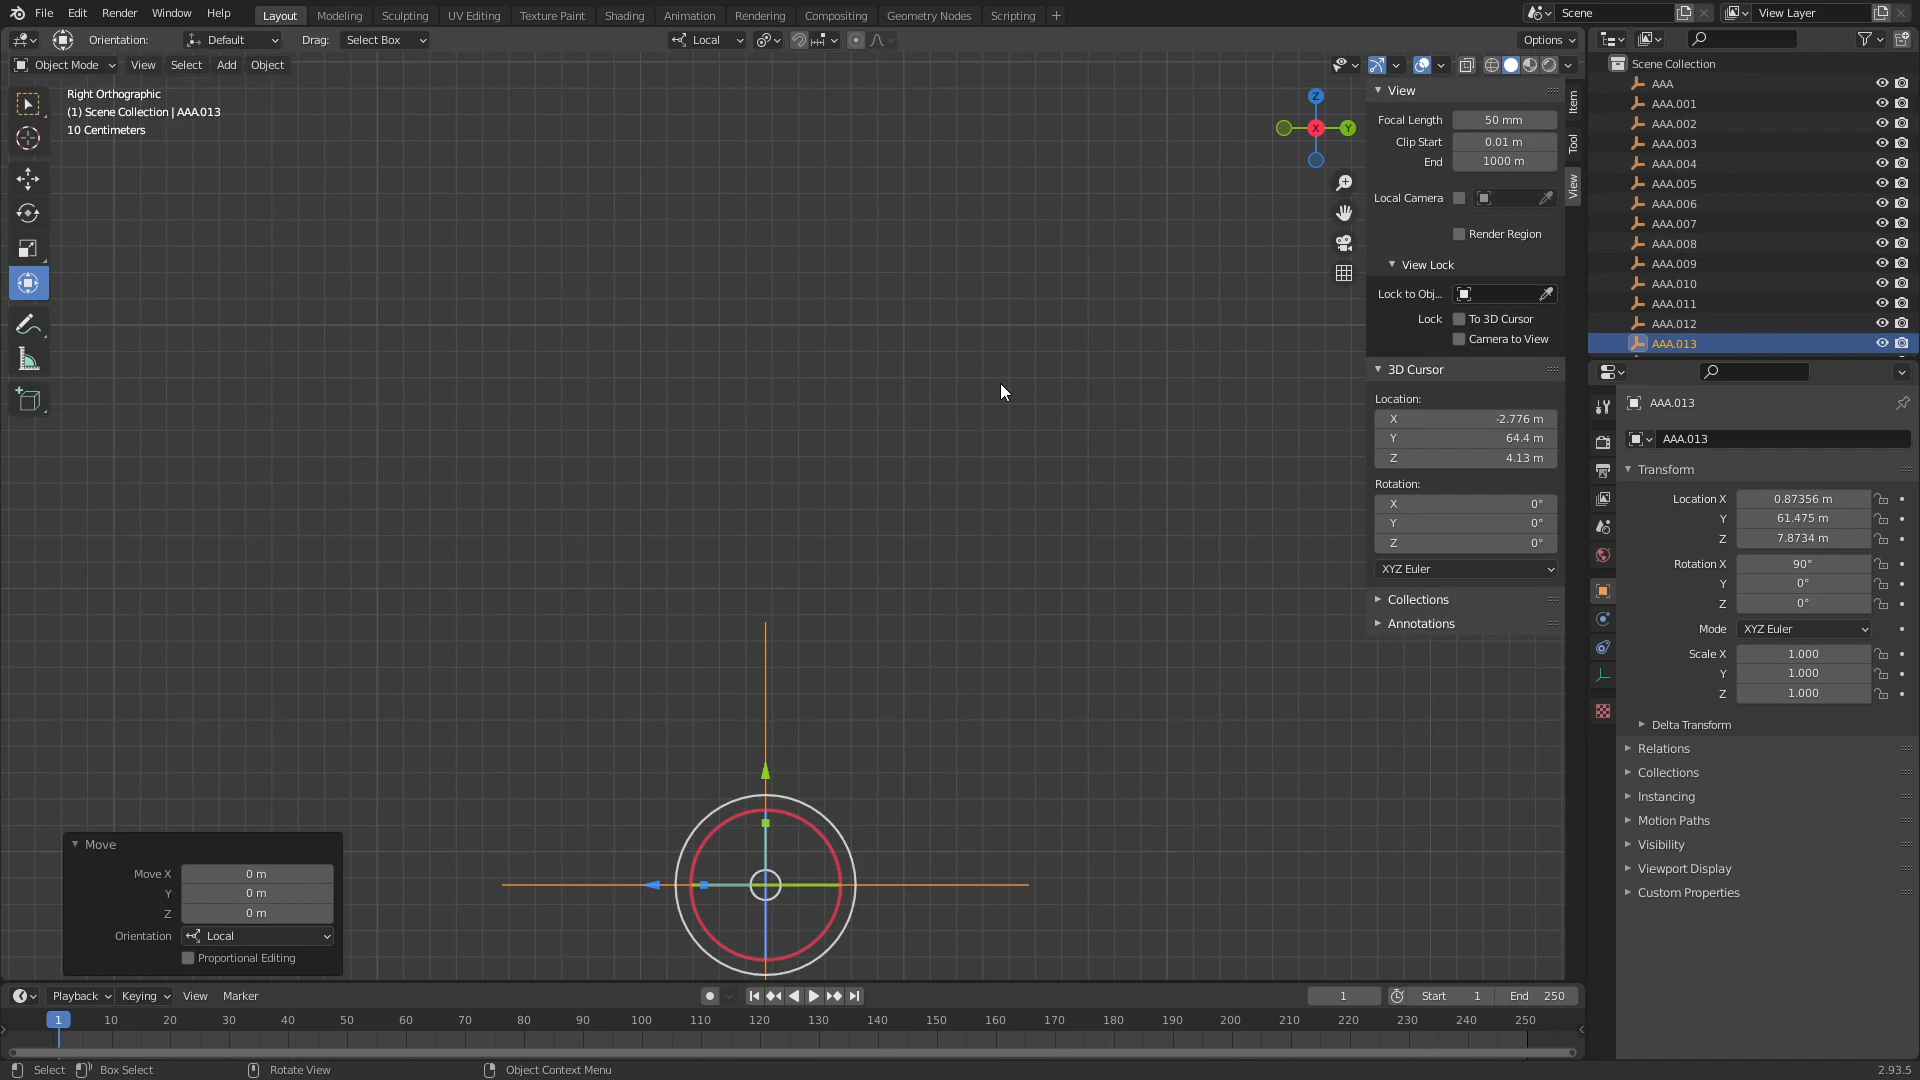 File Edit Render Window Help Layout Modeling Sculpting UV Editing Texture Paint Shading Animation Rendering Compositing Geometry Nodes Scripting + Scene View Layer
Orientation: Default Drag: Select Box Local Options
Object Mode View Select Add Object
Right Orthographic
(1) Scene Collection | AAA.013
10 Centimeters
Z
X
Y
View
Focal Length 50 mm
Clip Start 0.01 m
End 1000 m
Local Camera
Render Region
View Lock
Lock to Obj...
Lock To 3D Cursor
Camera to View
3D Cursor
Location:
X -2.776 m
Y 64.4 m
Z 4.13 m
Rotation:
X 0°
Y 0°
Z 0°
XYZ Euler
Collections
Annotations
Item
Tool
View
Scene Collection
AAA
AAA.001
AAA.002
AAA.003
AAA.004
AAA.005
AAA.006
AAA.007
AAA.008
AAA.009
AAA.010
AAA.011
AAA.012
AAA.013
AAA.013
AAA.013
Transform
Location X 0.87356 m
Y 61.475 m
Z 7.8734 m
Rotation X 90°
Y 0°
Z 0°
Mode XYZ Euler
Scale X 1.000
Y 1.000
Z 1.000
Delta Transform
Relations
Collections
Instancing
Motion Paths
Visibility
Viewport Display
Custom Properties
Move
Move X 0 m
Y 0 m
Z 0 m
Orientation Local
Proportional Editing
Playback Keying View Marker 1 Start 1 End 250
1 10 20 30 40 50 60 70 80 90 100 110 120 130 140 150 160 170 180 190 200 210 220 230 240 250
Select Box Select Rotate View Object Context Menu 2.93.5